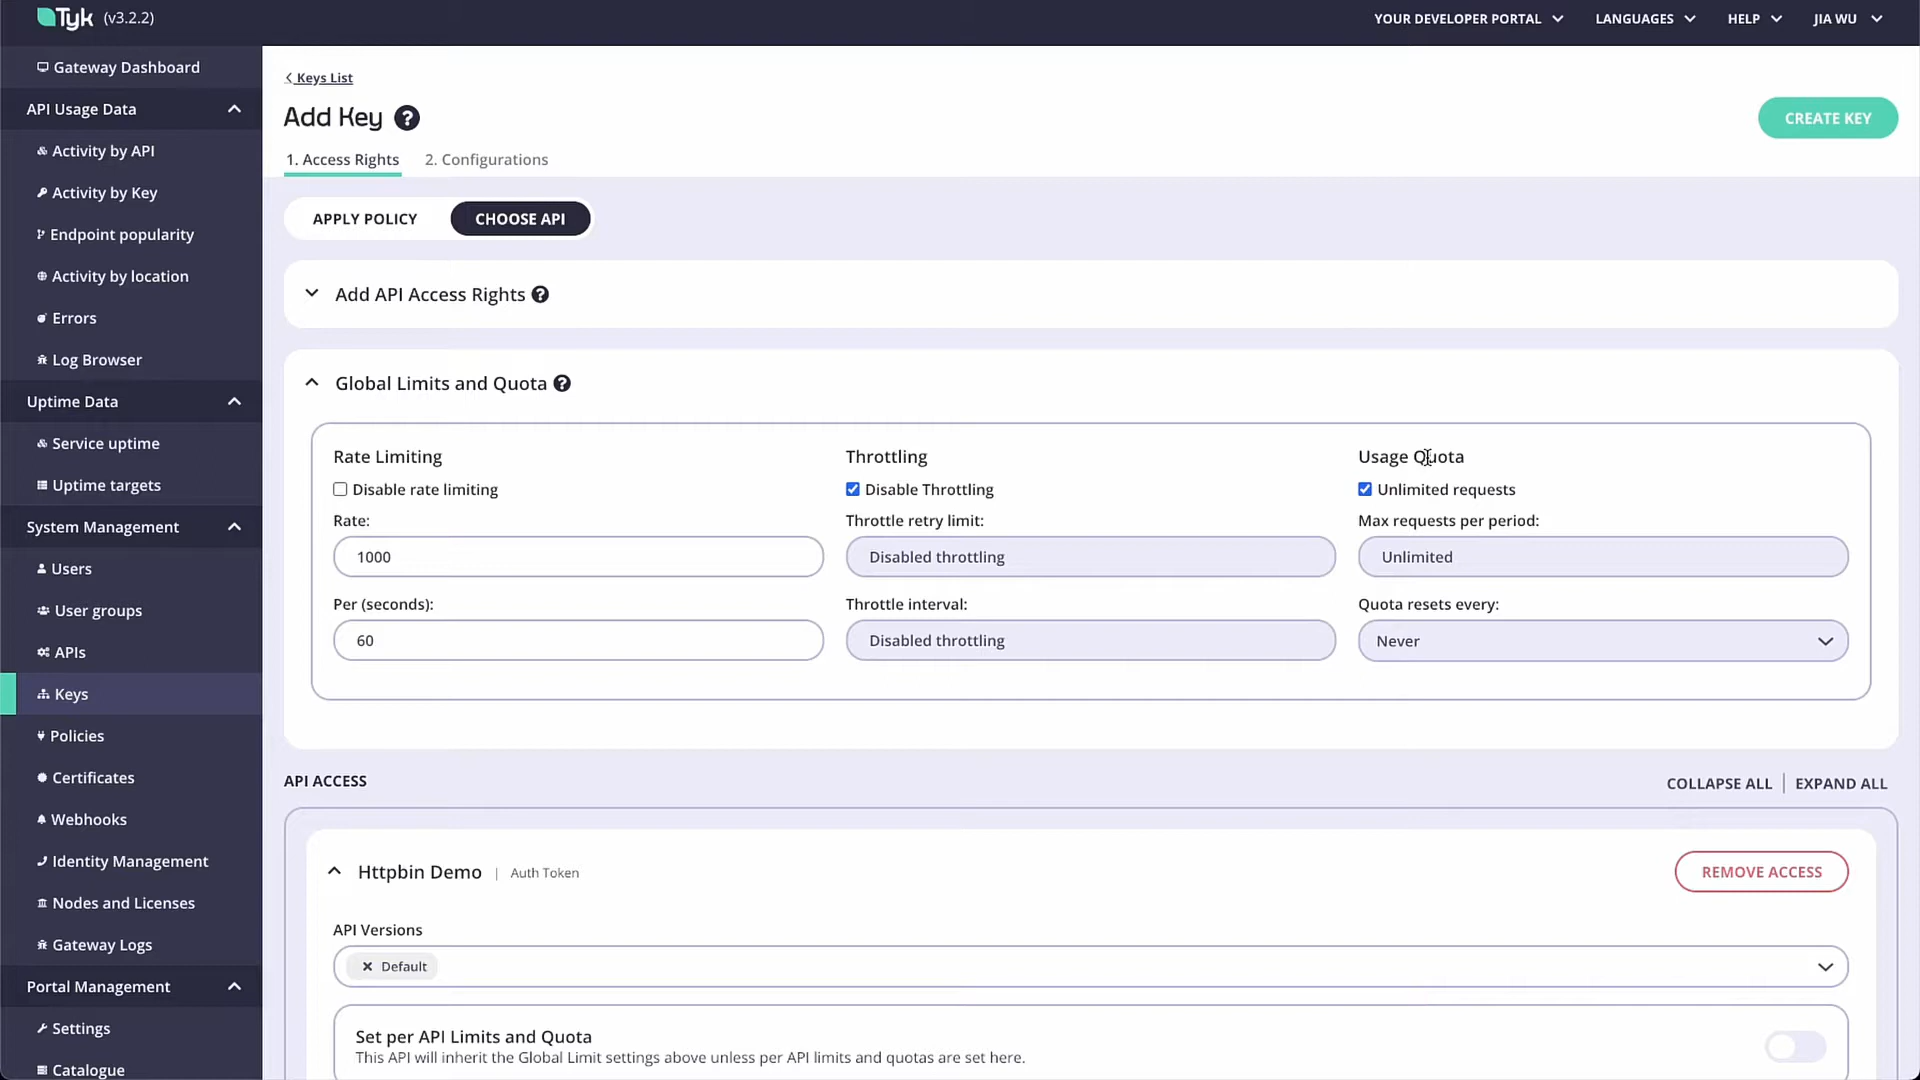 Tyk (v3.2.2)
YOUR DEVELOPER PORTAL
LANGUAGES
HELP
JIA WU
Gateway Dashboard
API Usage Data
Activity by API
Activity by Key
Endpoint popularity
Activity by location
Errors
Log Browser
Uptime Data
Service uptime
Uptime targets
System Management
Users
User groups
APIs
Keys
Policies
Certificates
Webhooks
Identity Management
Nodes and Licenses
Gateway Logs
Portal Management
Settings
Catalogue
Keys List
Add Key ?
CREATE KEY
1. Access Rights
2. Configurations
APPLY POLICY
CHOOSE API
Add API Access Rights ?
Global Limits and Quota ?
Rate Limiting
Disable rate limiting
Rate:
1000
Per (seconds):
60
Throttling
Disable Throttling
Throttle retry limit:
Disabled throttling
Throttle interval:
Disabled throttling
Usage Quota
Unlimited requests
Max requests per period:
Unlimited
Quota resets every:
Never
API ACCESS
COLLAPSE ALL | EXPAND ALL
Httpbin Demo | Auth Token
REMOVE ACCESS
API Versions
Default
Set per API Limits and Quota
This API will inherit the Global Limit settings above unless per API limits and quotas are set here.